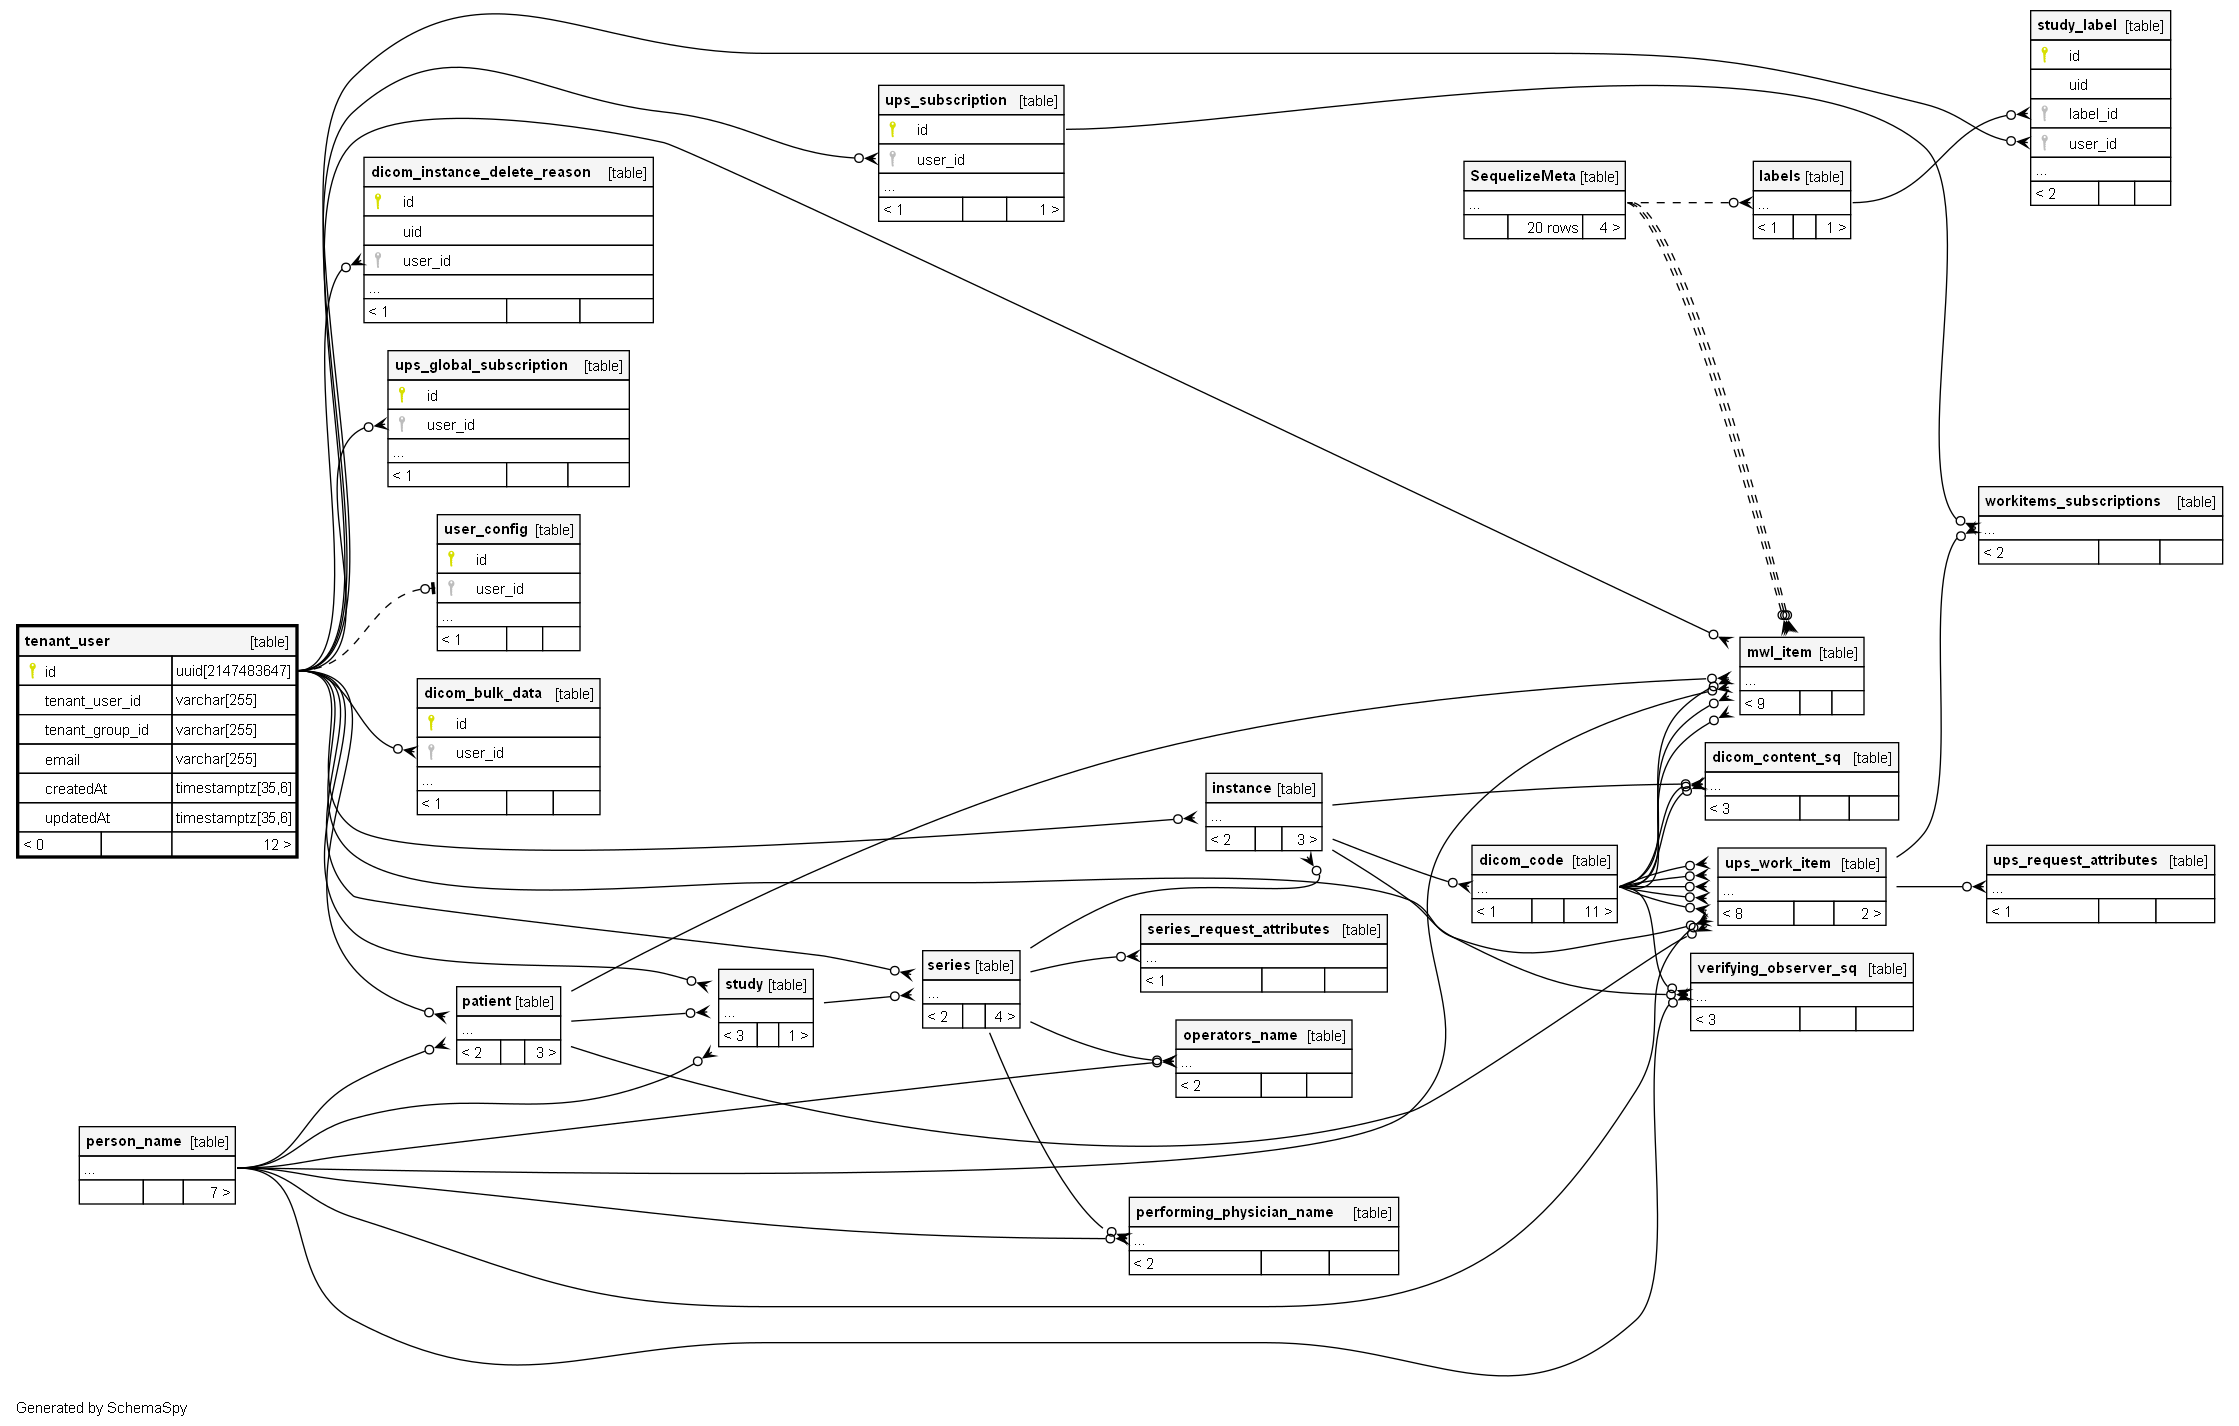 study_label [table]
id
uid
label_id
user_id
...
< 2
ups_subscription [table]
id
user_id
...
< 1 1 >
dicom_instance_delete_reason [table]
id
uid
user_id
...
< 1
SequelizeMeta [table]
...
20 rows 4 >
labels [table]
...
< 1 1 >
ups_global_subscription [table]
id
user_id
...
< 1
workitems_subscriptions [table]
...
< 2
user_config [table]
id
user_id
...
< 1
tenant_user [table]
id uuid[2147483647]
tenant_user_id varchar[255]
tenant_group_id varchar[255]
email varchar[255]
createdAt timestamptz[35,6]
updatedAt timestamptz[35,6]
< 0 12 >
mwl_item [table]
...
< 9
dicom_bulk_data [table]
id
user_id
...
< 1
dicom_content_sq [table]
...
< 3
instance [table]
...
< 2 3 >
dicom_code [table]
...
< 1 11 >
ups_work_item [table]
...
< 8 2 >
ups_request_attributes [table]
...
< 1
series_request_attributes [table]
...
< 1
series [table]
...
< 2 4 >
verifying_observer_sq [table]
...
< 3
study [table]
...
< 3 1 >
patient [table]
...
< 2 3 >
operators_name [table]
...
< 2
person_name [table]
...
7 >
performing_physician_name [table]
...
< 2
Generated by SchemaSpy